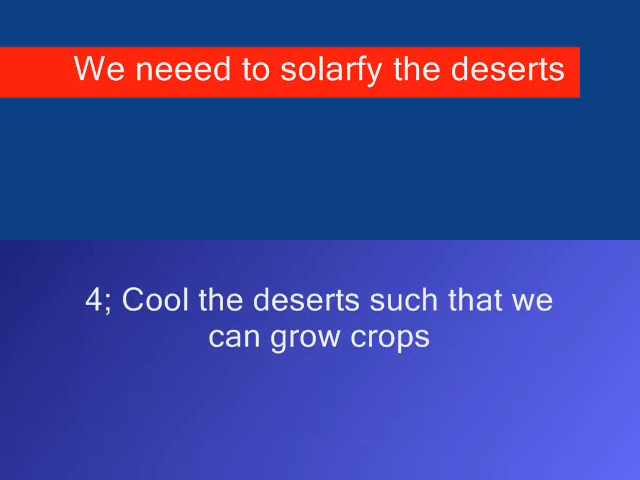 We neeed to solarfy the deserts
4; Cool the deserts such that we
can grow crops